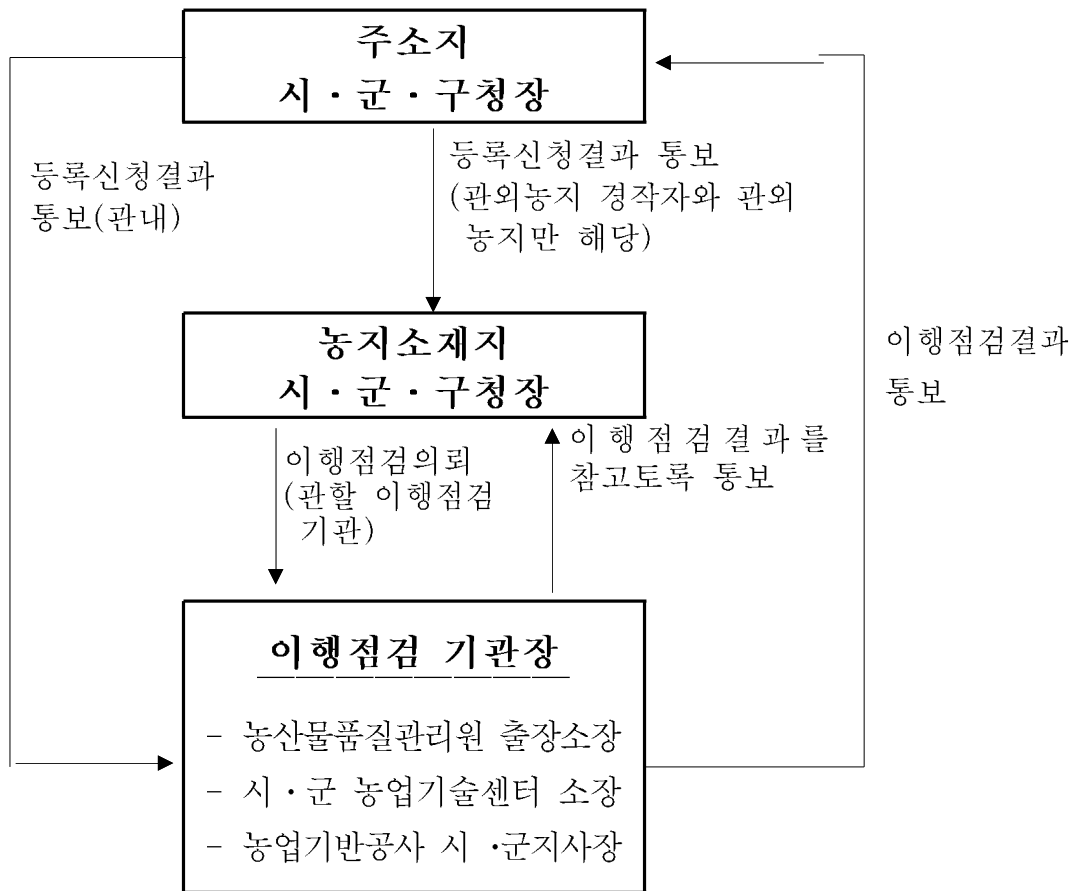 주소지
시·군·구청장
등록신청결과
통보(관내)
등록신청결과 통보
(관외농지 경작자와 관외
농지만 해당)
농지소재지
시·군·구청장
이행점검결과
통보
이행점검의뢰
(관할 이행점검
기관)
이행점검결과를
참고토록 통보
이행점검 기관장
- 농산물품질관리원 출장소장
- 시·군 농업기술센터 소장
- 농업기반공사 시 ·군지사장